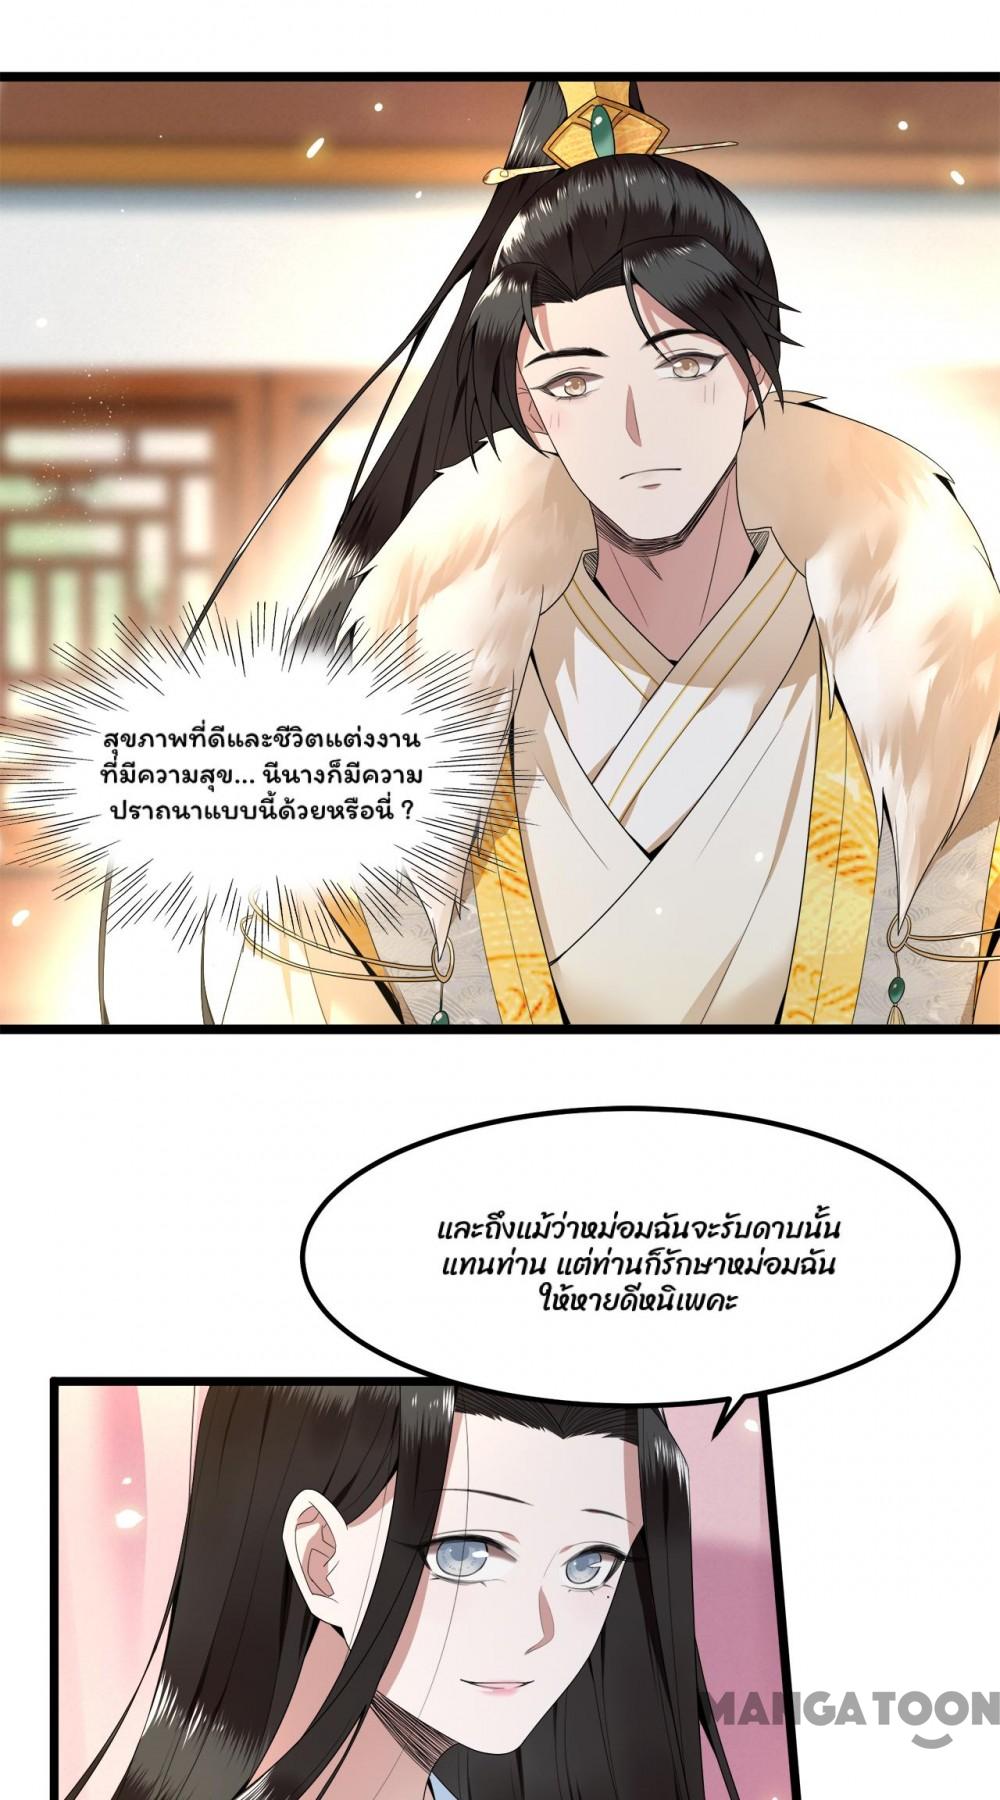 สุขภาพที่ดีและชีวิตแต่งงาน
ที่มีความสุข... นี่นางก็มีความ
ปราถนาแบบนี้ด้วยหรือนี่ ?
และถึงแม้ว่าหม่อมฉันจะรับดาบนั้น
แทนท่าน แต่ท่านก็รักษาหม่อมฉัน
ให้หายดีหนิเพคะ
MANGATOON